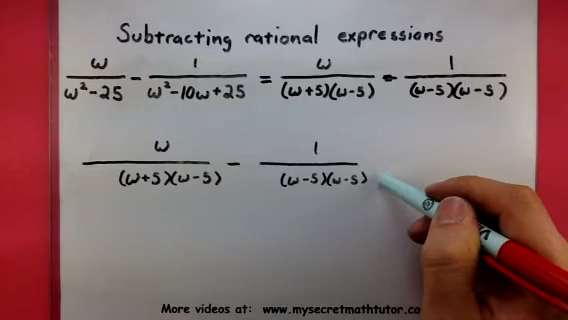 Subtracting rational expressions
w/(w²-25) - 1/(w²-10w+25) = w/((w+5)(w-5)) - 1/((w-5)(w-5))
w/((w+5)(w-5)) - 1/((w-5)(w-5))
More videos at: www.mysecretmathtutor.co